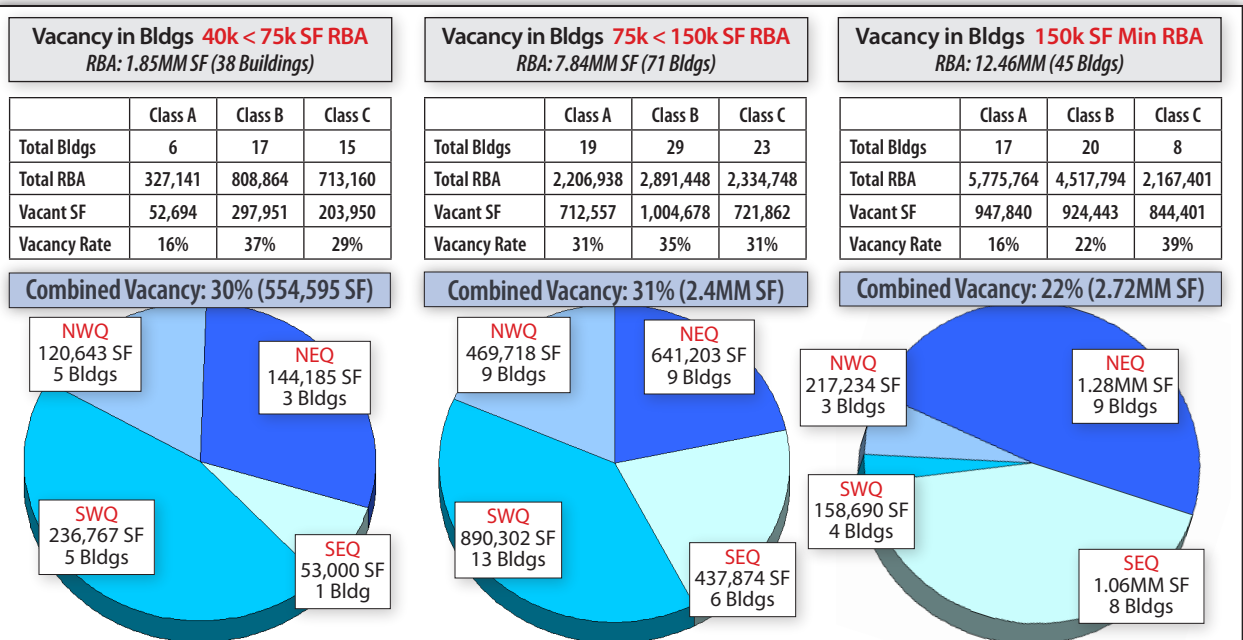 Vacancy in Bldgs 40k < 75k SF RBA
RBA: 1.85MM SF (38 Buildings)
Class A Class B Class C
Total Bldgs 6 17 15
Total RBA 327,141 808,864 713,160
Vacant SF 52,694 297,951 203,950
Vacancy Rate 16% 37% 29%
Combined Vacancy: 30% (554,595 SF)
NWQ
120,643 SF
5 Bldgs
NEQ
144,185 SF
3 Bldgs
SWQ
236,767 SF
5 Bldgs
SEQ
53,000 SF
1 Bldg
Vacancy in Bldgs 75k < 150k SF RBA
RBA: 7.84MM SF (71 Bldgs)
Class A Class B Class C
Total Bldgs 19 29 23
Total RBA 2,206,938 2,891,448 2,334,748
Vacant SF 712,557 1,004,678 721,862
Vacancy Rate 31% 35% 31%
Combined Vacancy: 31% (2.4MM SF)
NWQ
469,718 SF
9 Bldgs
NEQ
641,203 SF
9 Bldgs
SWQ
890,302 SF
13 Bldgs
SEQ
437,874 SF
6 Bldgs
Vacancy in Bldgs 150k SF Min RBA
RBA: 12.46MM (45 Bldgs)
Class A Class B Class C
Total Bldgs 17 20 8
Total RBA 5,775,764 4,517,794 2,167,401
Vacant SF 947,840 924,443 844,401
Vacancy Rate 16% 22% 39%
Combined Vacancy: 22% (2.72MM SF)
NWQ
217,234 SF
3 Bldgs
NEQ
1.28MM SF
9 Bldgs
SWQ
158,690 SF
4 Bldgs
SEQ
1.06MM SF
8 Bldgs